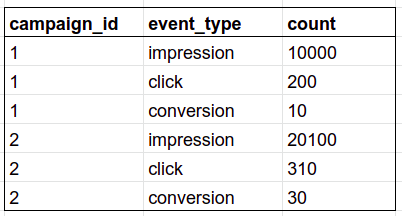 campaign_id event_type count
1 impression 10000
1 click 200
1 conversion 10
2 impression 20100
2 click 310
2 conversion 30